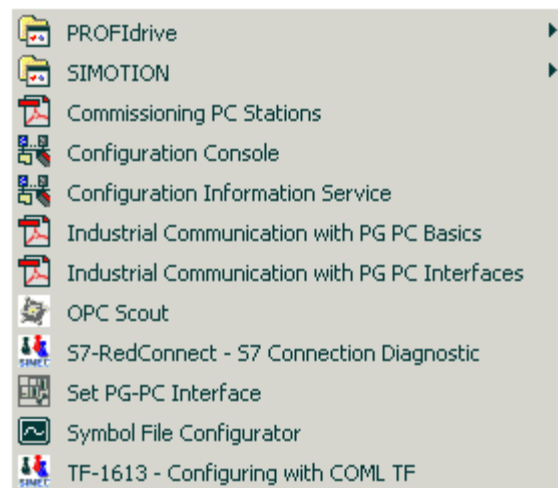 PROFIdrive
SIMOTION
Commissioning PC Stations
Configuration Console
Configuration Information Service
Industrial Communication with PG PC Basics
Industrial Communication with PG PC Interfaces
OPC Scout
SIMEC S7-RedConnect - S7 Connection Diagnostic
Set PG-PC Interface
Symbol File Configurator
SIMEC TF-1613 - Configuring with COML TF